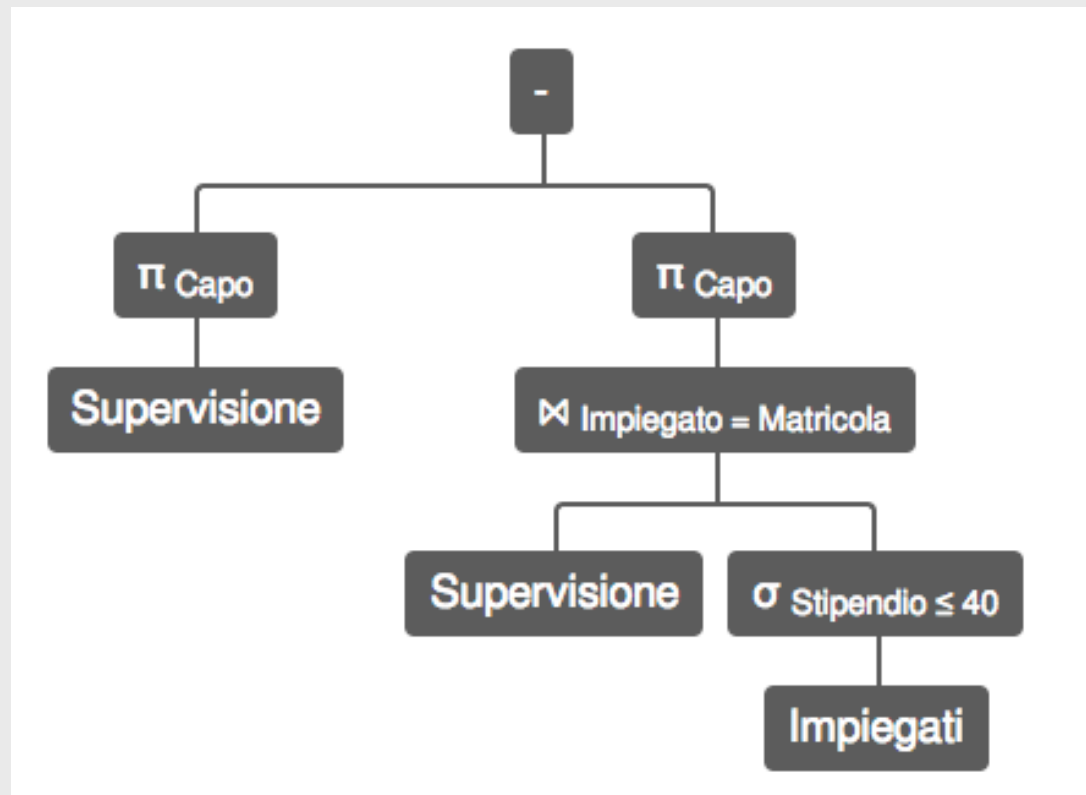 -
π Capo
π Capo
Supervisione
⋈ Impiegato = Matricola
Supervisione
σ Stipendio ≤ 40
Impiegati